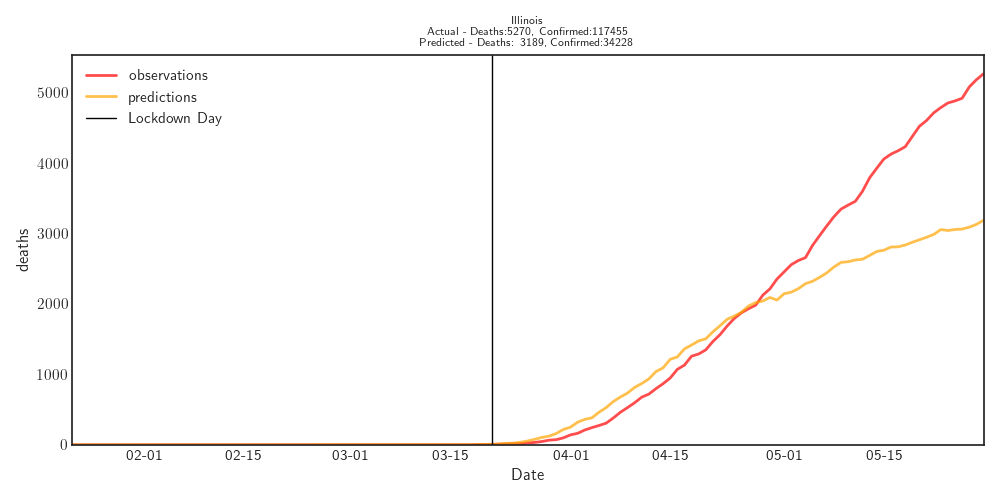 Illinois
Actual - Deaths:5270, Confirmed:117455
Predicted - Deaths: 3189, Confirmed:34228
observations
predictions
Lockdown Day
deaths
5000
4000
3000
2000
1000
0
02-01 02-15 03-01 03-15 04-01 04-15 05-01 05-15
Date